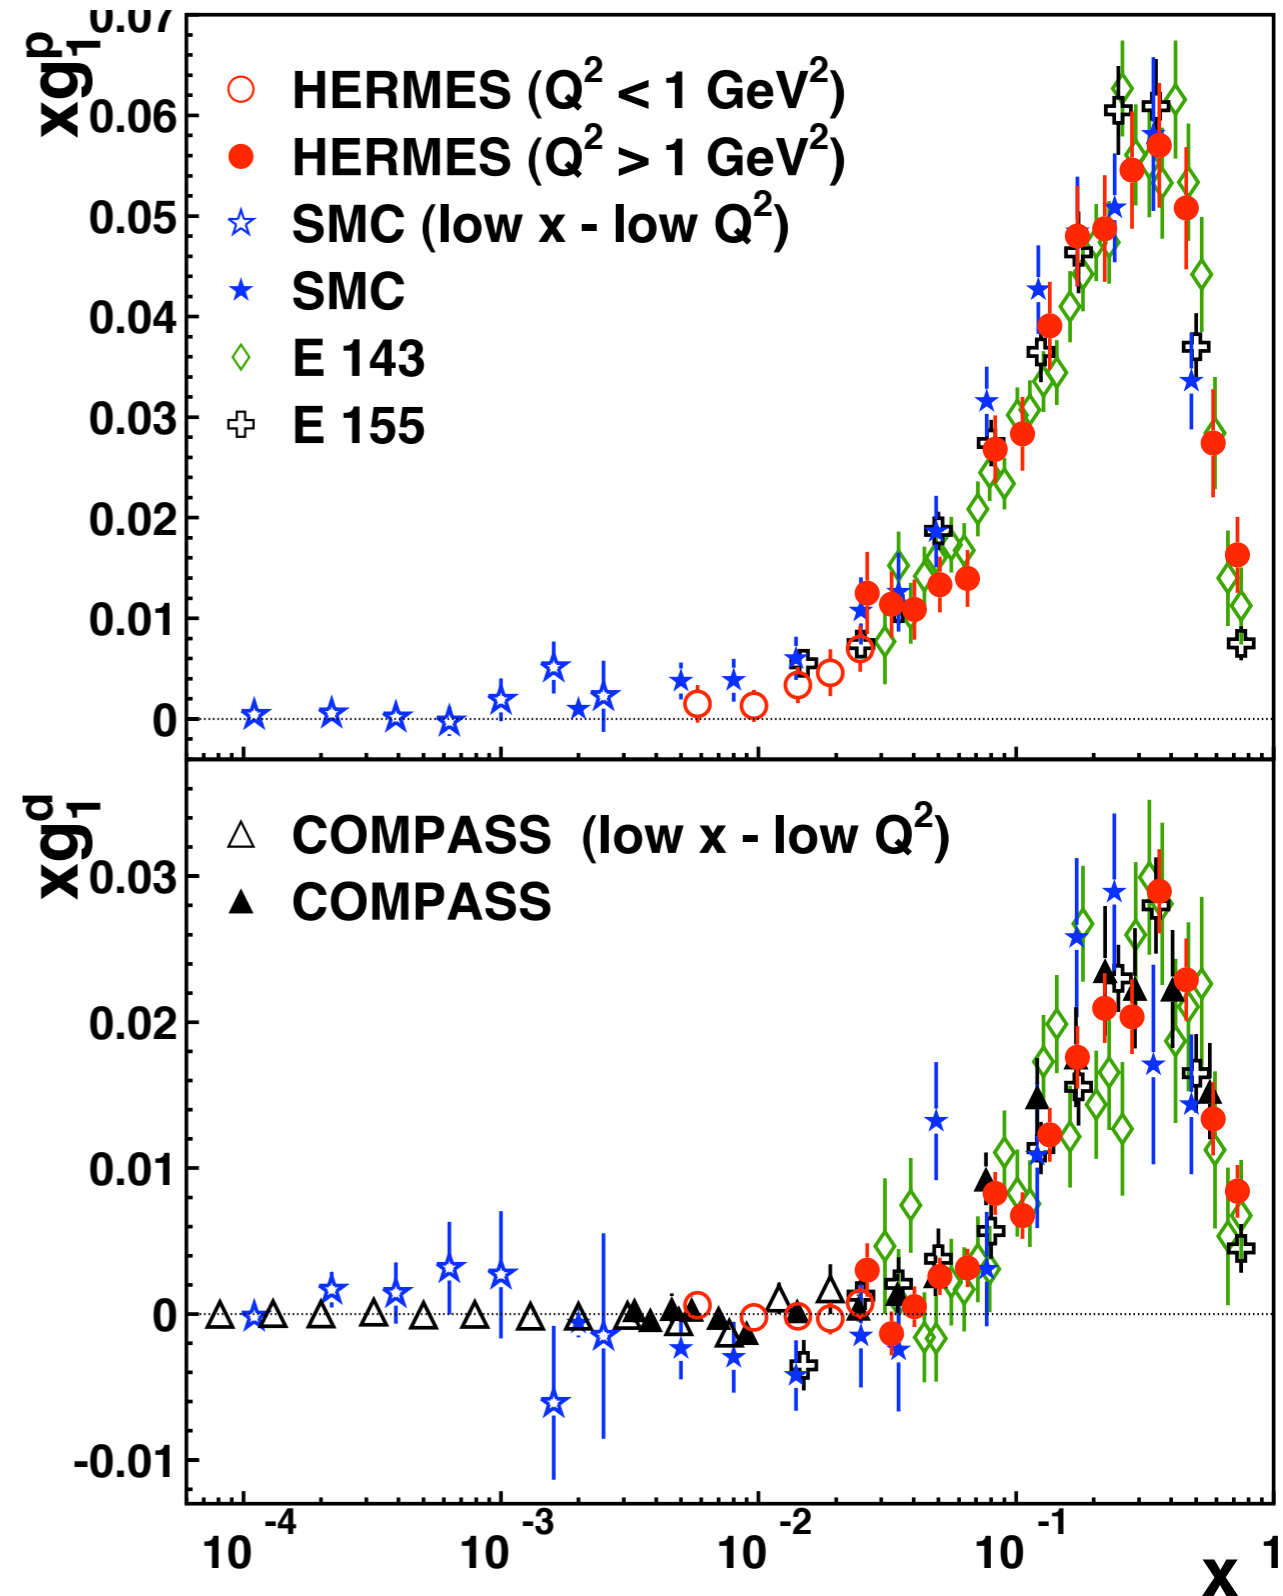 0.07
xg₁ᵖ
HERMES (Q² < 1 GeV²)
0.06
HERMES (Q² > 1 GeV²)
SMC (low x - low Q²)
0.05
SMC
0.04
E 143
E 155
0.03
0.02
0.01
0
xg₁ᵈ
COMPASS (low x - low Q²)
0.03
COMPASS
0.02
0.01
0
-0.01
10⁻⁴ 10⁻³ 10⁻² 10⁻¹ 1
x